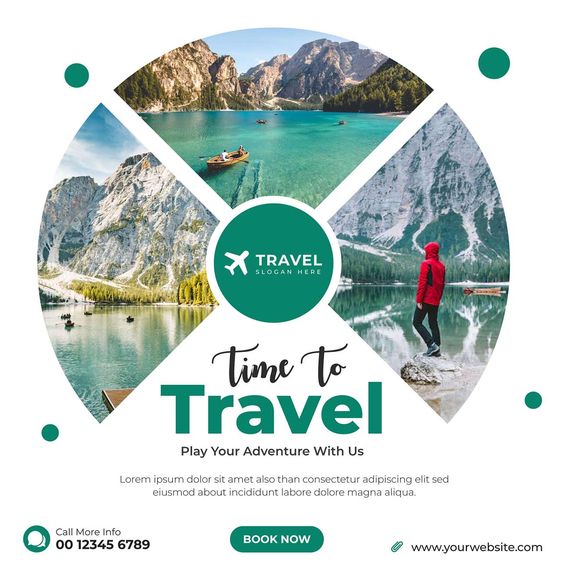 TRAVEL
SLOGAN HERE
Time to
Travel
Play Your Adventure With Us
Lorem ipsum dolor sit amet, than consectetur adipiscing elit sed
eiusmod about incididunt ut labore dolore magna aliqua.
Call More Info
00 12345 6789
BOOK NOW
www.yourwebsite.com